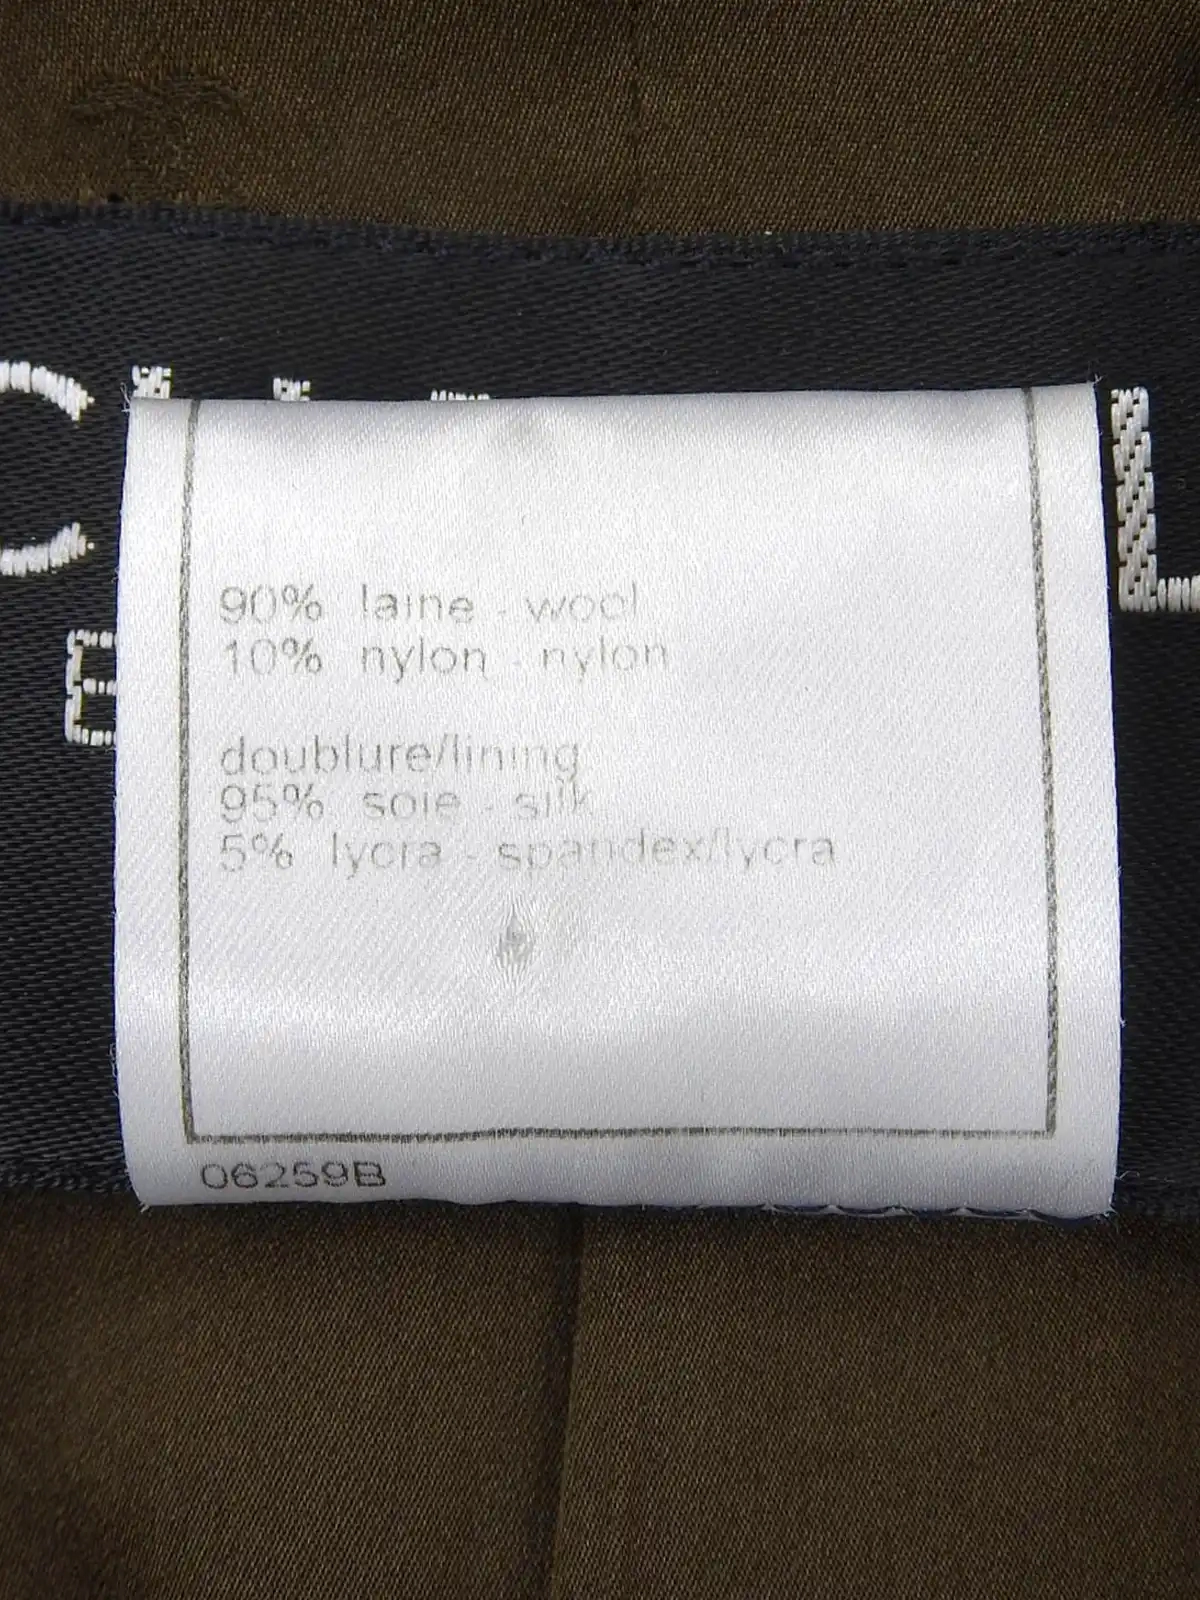 90% laine - wool
10% nylon - nylon
doublure/lining
95% soie - silk
5% lycra - spandex/lycra
06259B